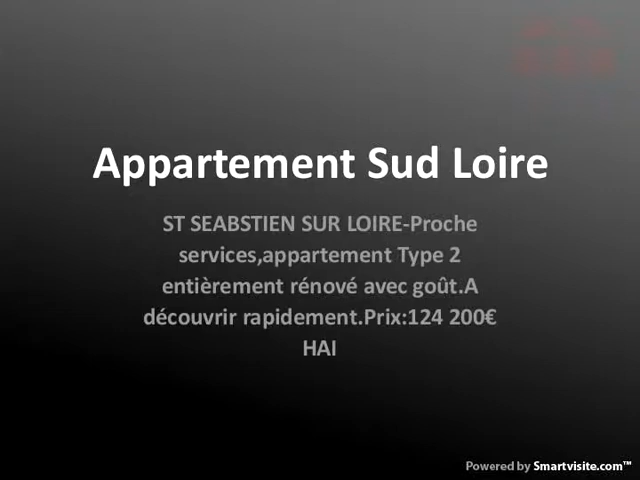 Appartement Sud Loire
ST SEABSTIEN SUR LOIRE-Proche
services,appartement Type 2
entièrement rénové avec goût.A
découvrir rapidement.Prix:124 200€
HAI
Powered by Smartvisite.com™